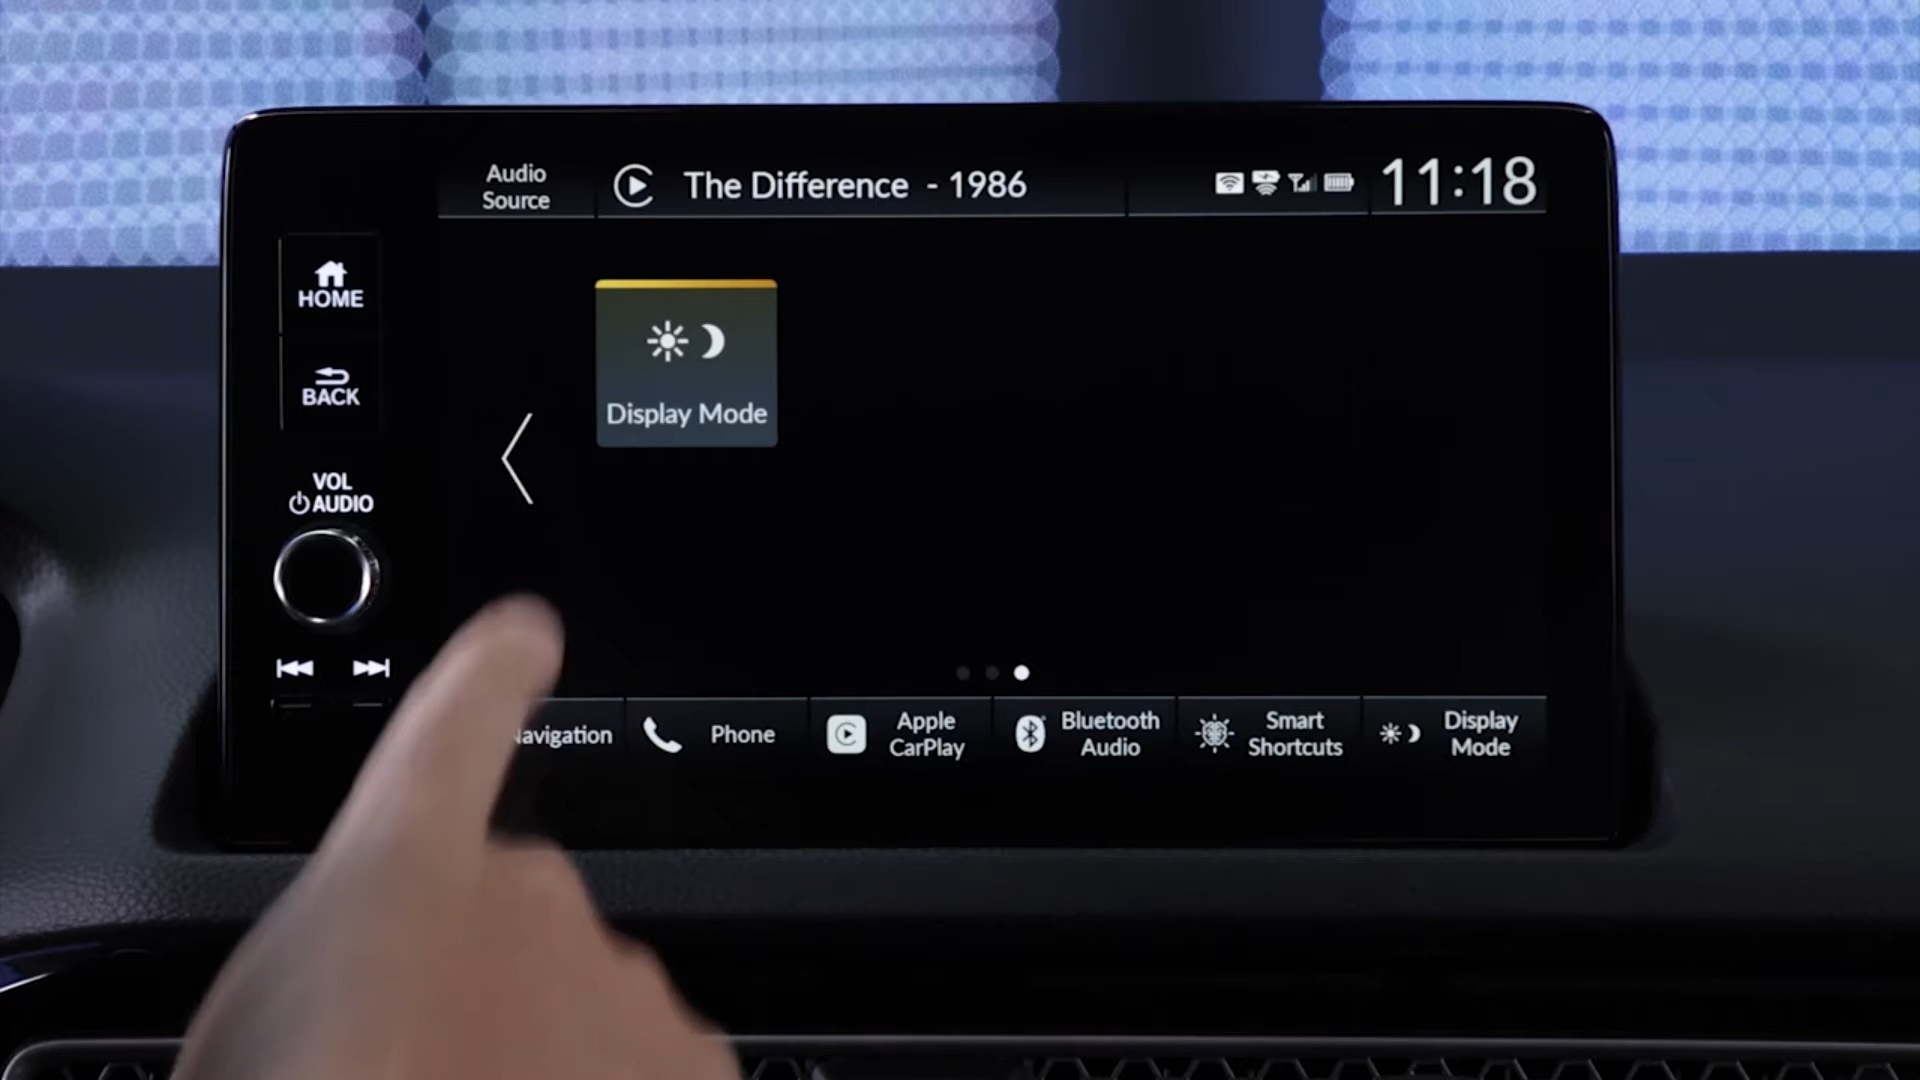 Audio
Source
The Difference - 1986
11:18
HOME
BACK
VOL
AUDIO
Display Mode
Navigation
Phone
Apple
CarPlay
Bluetooth
Audio
Smart
Shortcuts
Display
Mode